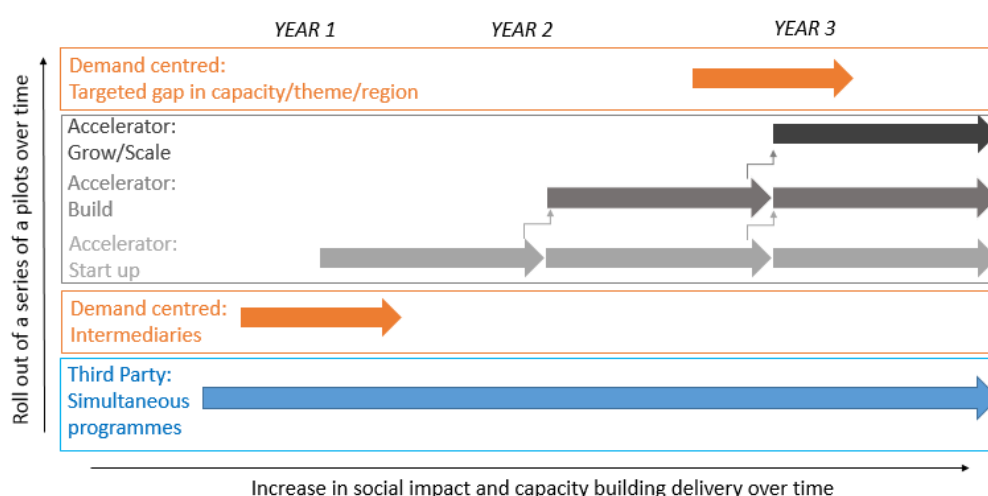 YEAR 1
YEAR 2
YEAR 3
Roll out of a series of a pilots over time
Demand centred:
Targeted gap in capacity/theme/region
Accelerator:
Grow/Scale
Accelerator:
Build
Accelerator:
Start up
Demand centred:
Intermediaries
Third Party:
Simultaneous
programmes
Increase in social impact and capacity building delivery over time